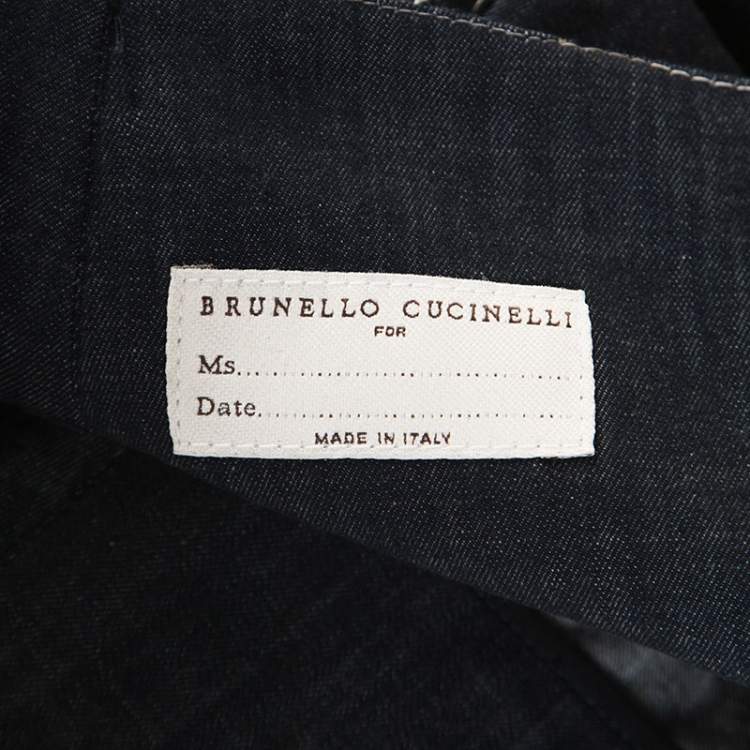 BRUNELLO CUCINELLI
FOR
Ms.......................................
Date.....................................
MADE IN ITALY